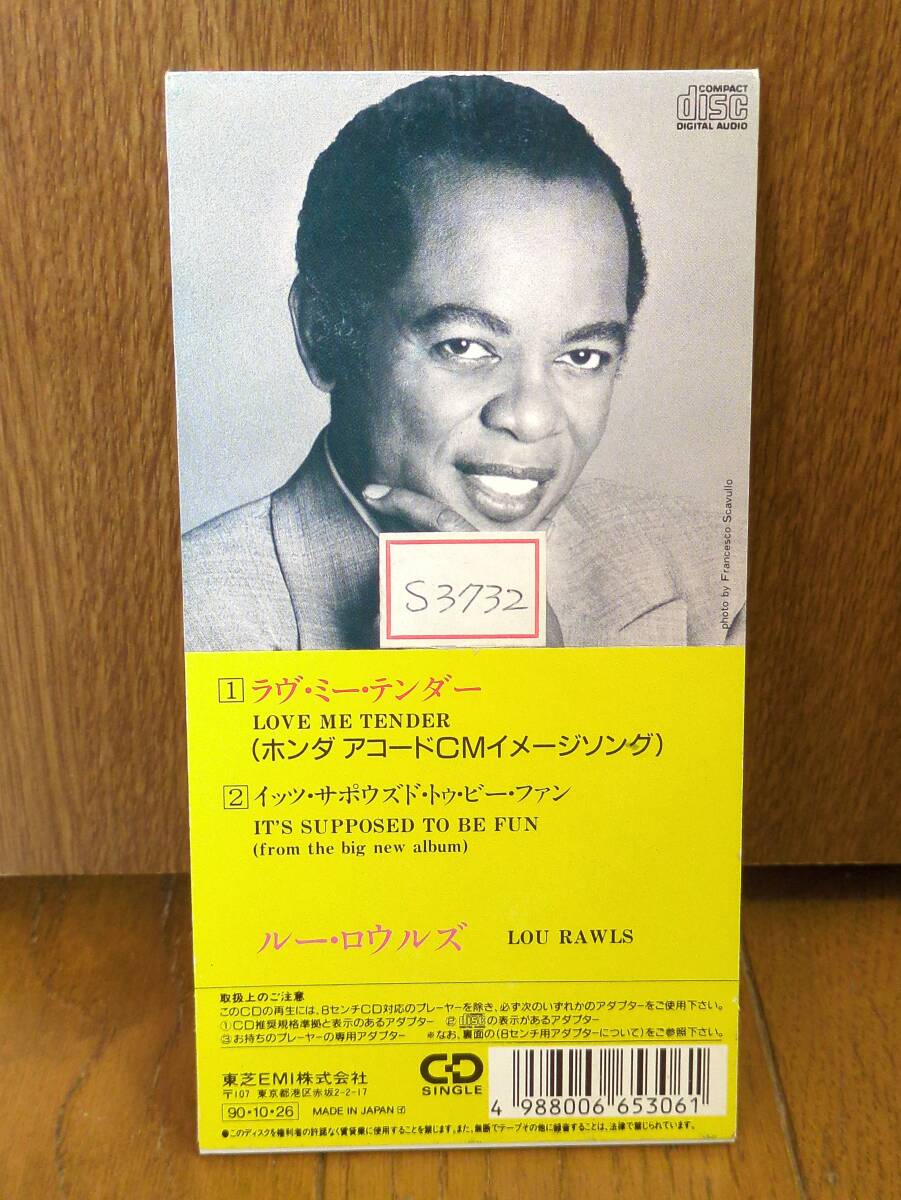 COMPACT
disc
DIGITAL AUDIO
photo by Francesco Scavullo
S3732
1 ラヴ・ミー・テンダー
LOVE ME TENDER
(ホンダ アコードCMイメージソング)
2 イッツ・サポウズド・トゥ・ビー・ファン
IT'S SUPPOSED TO BE FUN
(from the big new album)
ルー・ロウルズ LOU RAWLS
取扱上のご注意
このCDの再生には、8センチCD対応のプレーヤーを除き、必ず次のいずれかのアダプターをご使用下さい。
①CD推奨規格準拠と表示のあるアダプター ②discの表示があるアダプター
③お持ちのプレーヤーの専用アダプター ※なお、裏面の〈8センチ用アダプターについて〉をご参照下さい。
東芝EMI株式会社
〒107 東京都港区赤坂2-2-17
90・10・26 MADE IN JAPAN
CD
SINGLE
4 988006 653061
●このディスクを権利者の許諾なく賃貸業に使用することを禁じます。また、無断でテープその他に録音することは、法律で禁じられています。